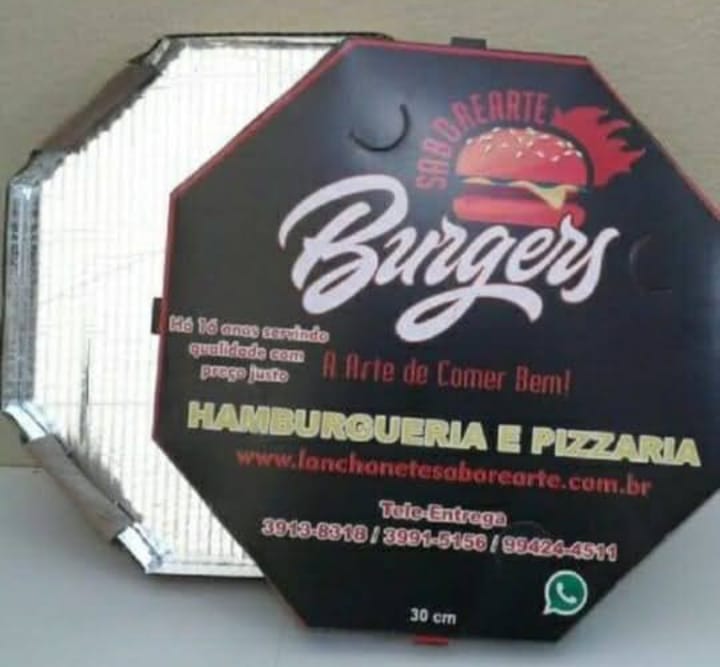 SABOREARTE
Burgers
Há 16 anos servindo
qualidade com
preço justo
A Arte de Comer Bem!
HAMBURGUERIA E PIZZARIA
www.lanchonetesaborearte.com.br
Tele-Entrega
3913-8318 / 3991-5156 / 99424-4511
30 cm